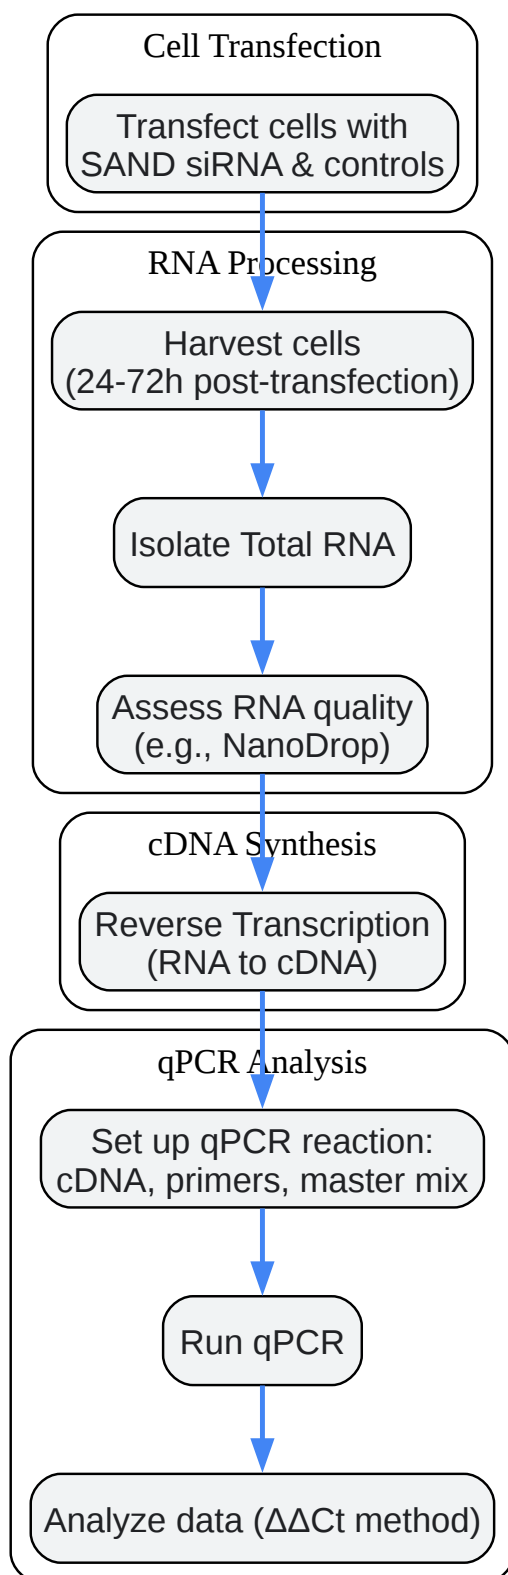 Cell Transfection
Transfect cells with
SAND siRNA & controls
RNA Processing
Harvest cells
(24-72h post-transfection)
Isolate Total RNA
Assess RNA quality
(e.g., NanoDrop)
cDNA Synthesis
Reverse Transcription
(RNA to cDNA)
qPCR Analysis
Set up qPCR reaction:
cDNA, primers, master mix
Run qPCR
Analyze data (ΔΔCt method)